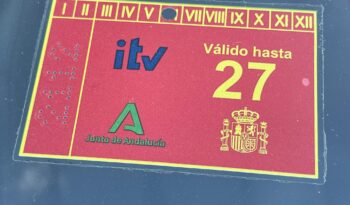 I II III IV V VII VIII IX X XI XII
itv
Válido hasta
27
Junta de Andalucía